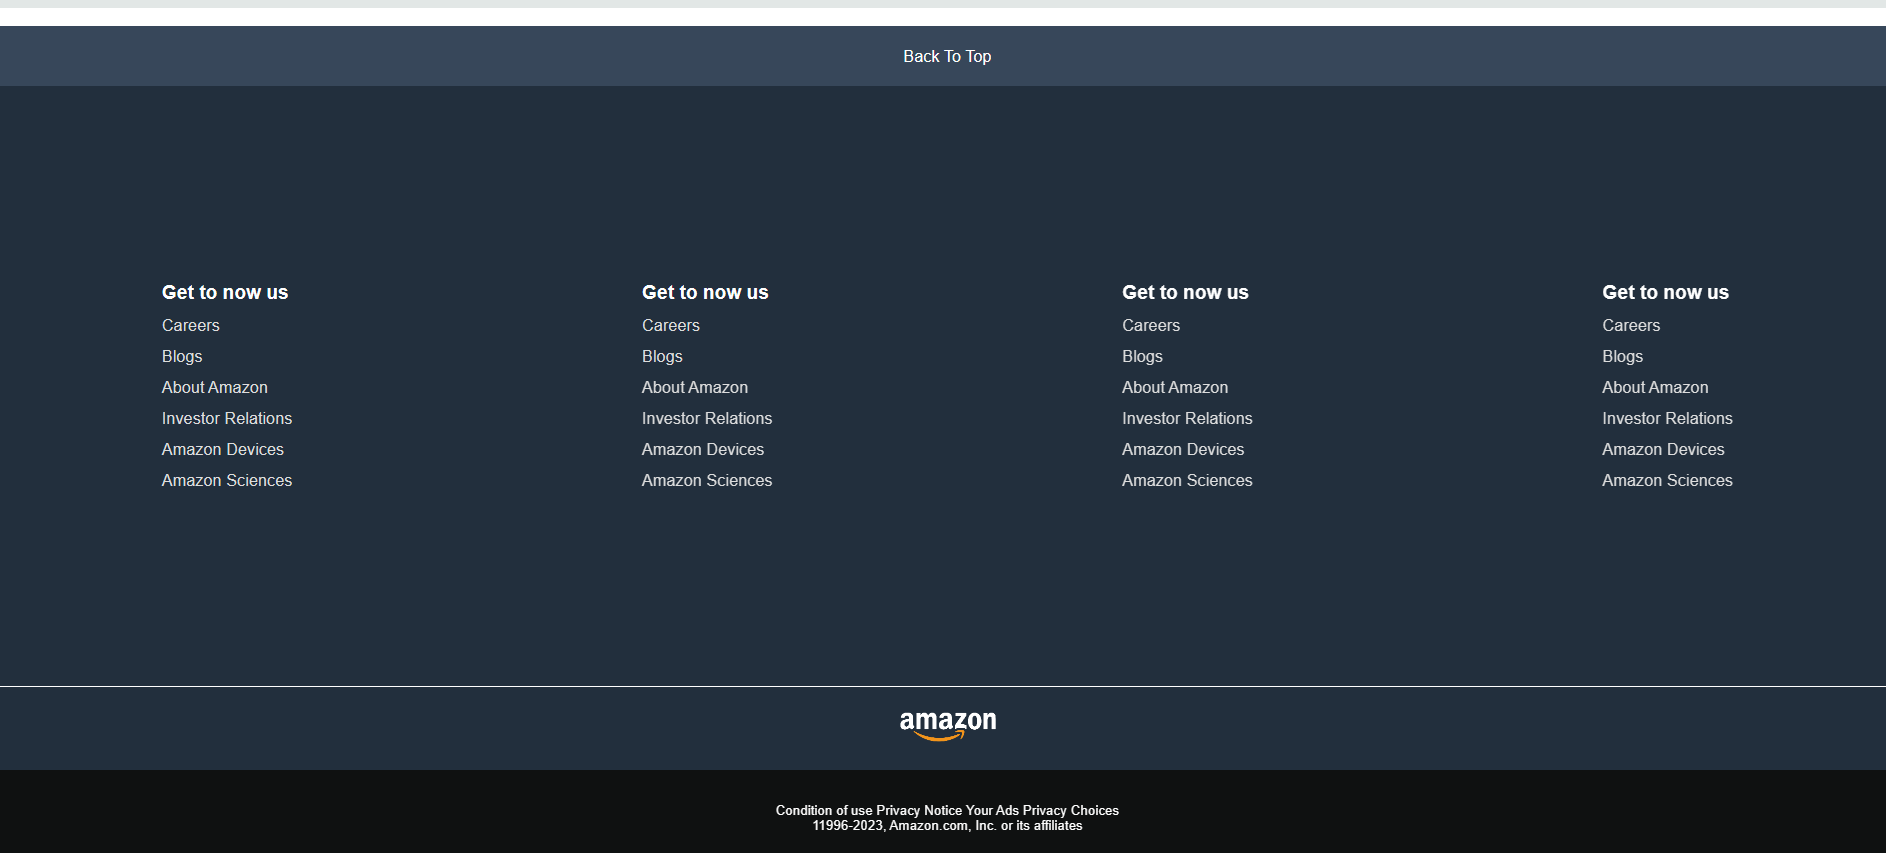 Back To Top
Get to now us
Careers
Blogs
About Amazon
Investor Relations
Amazon Devices
Amazon Sciences
Get to now us
Careers
Blogs
About Amazon
Investor Relations
Amazon Devices
Amazon Sciences
Get to now us
Careers
Blogs
About Amazon
Investor Relations
Amazon Devices
Amazon Sciences
Get to now us
Careers
Blogs
About Amazon
Investor Relations
Amazon Devices
Amazon Sciences
amazon
Condition of use Privacy Notice Your Ads Privacy Choices
11996-2023, Amazon.com, Inc. or its affiliates